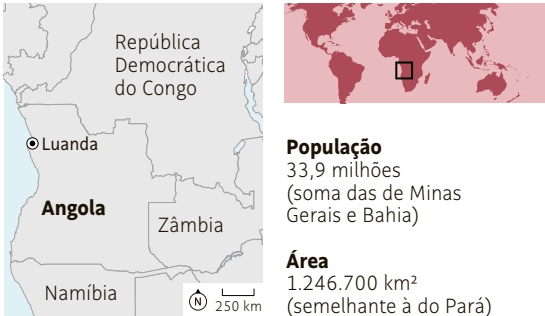 República
Democrática
do Congo
Luanda
Angola
Zâmbia
Namíbia
N
250 km
População
33,9 milhões
(soma das de Minas
Gerais e Bahia)
Área
1.246.700 km²
(semelhante à do Pará)